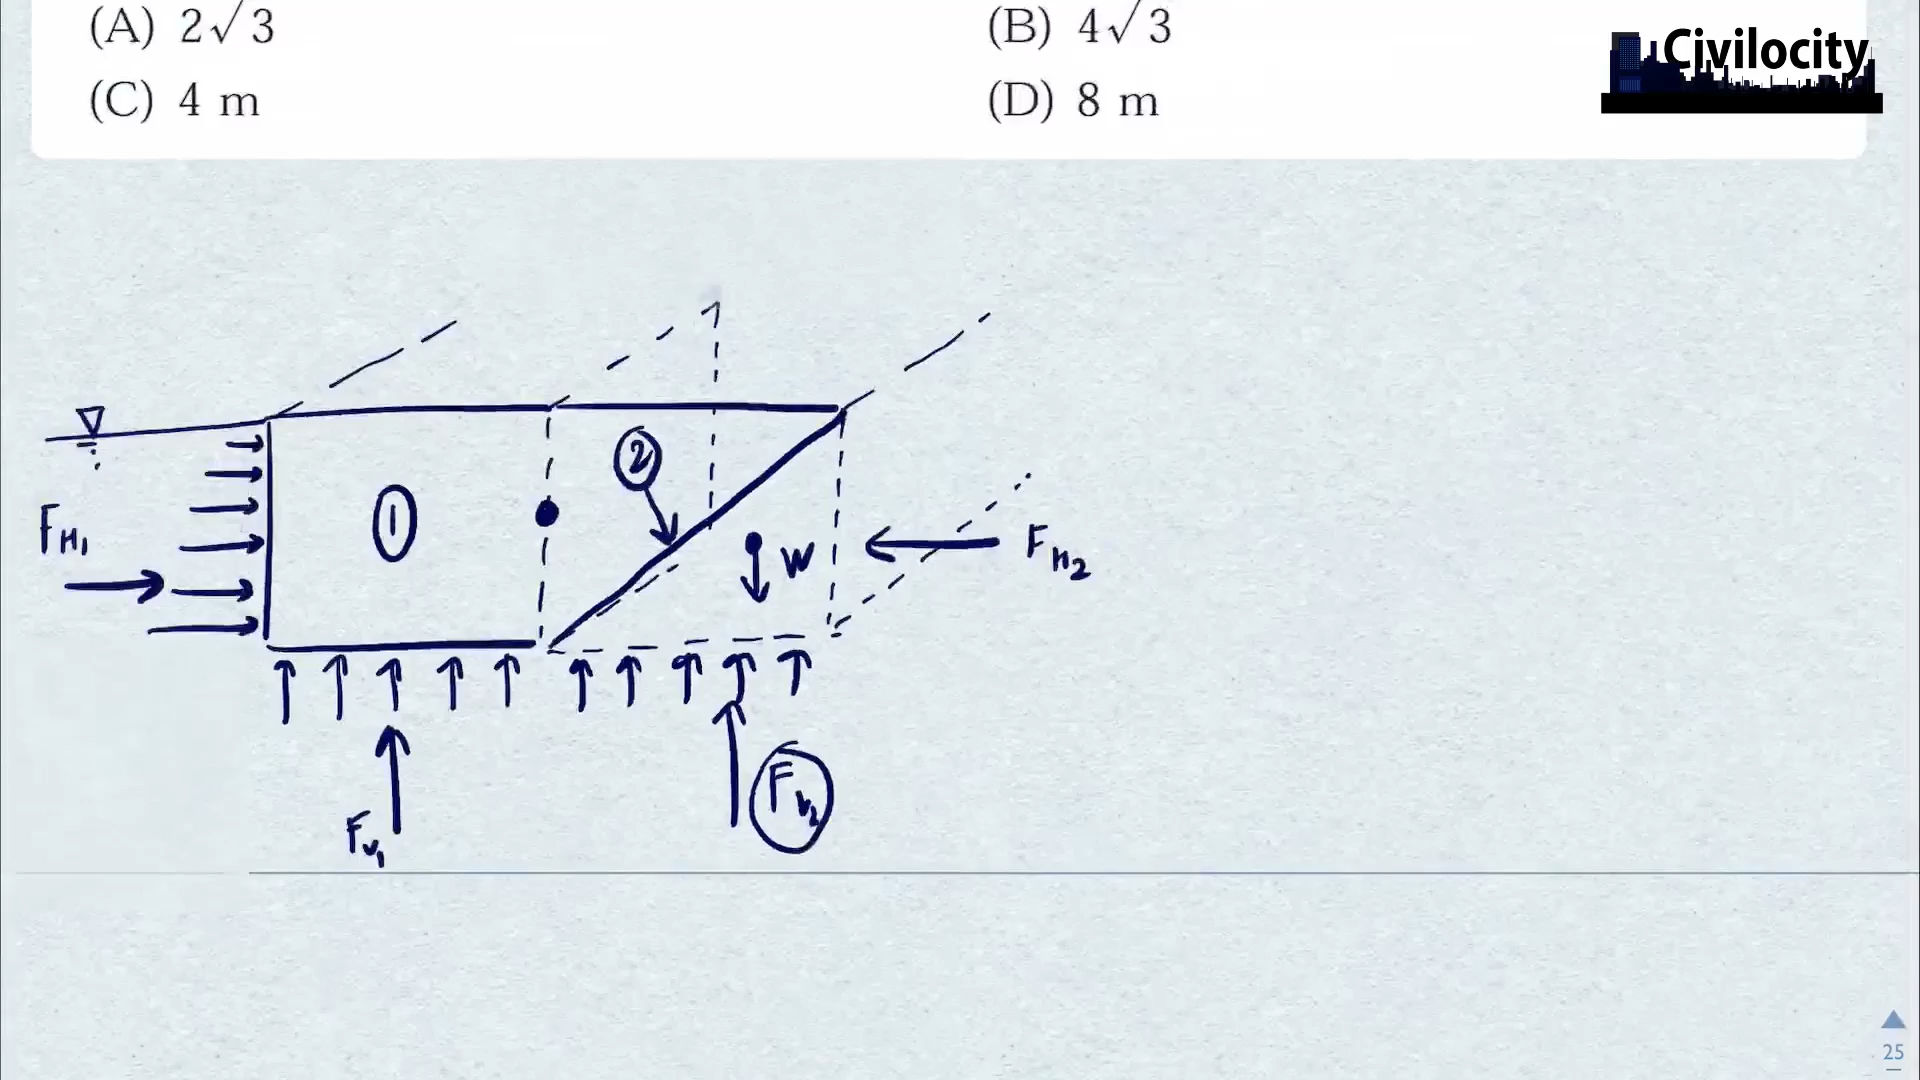 (A) 2√3
(B) 4√3
Civilocity
(C) 4 m
(D) 8 m
2
1
F_H1
W
F_H2
F_V1
F_V2
25